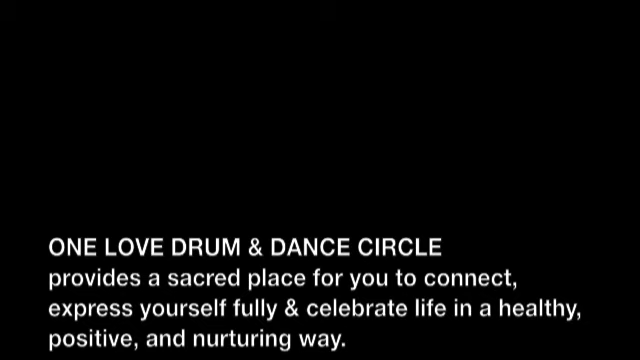 ONE LOVE DRUM & DANCE CIRCLE
provides a sacred place for you to connect,
express yourself fully & celebrate life in a healthy,
positive, and nurturing way.